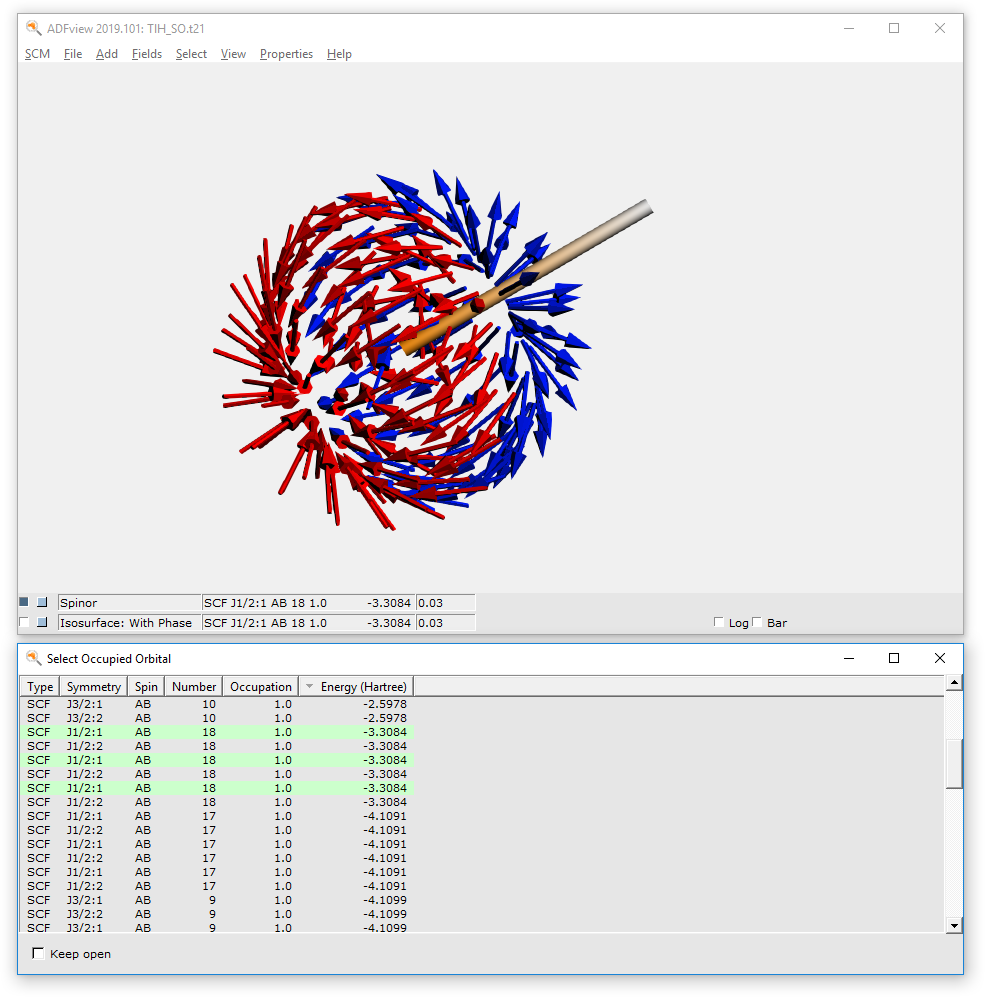 ADFview 2019.101: TIH_SO.t21
SCM File Add Fields Select View Properties Help
Spinor SCF J1/2:1 AB 18 1.0 -3.3084 0.03
Isosurface: With Phase SCF J1/2:1 AB 18 1.0 -3.3084 0.03 Log Bar
Select Occupied Orbital
Type Symmetry Spin Number Occupation Energy (Hartree)
SCF J3/2:1 AB 10 1.0 -2.5978
SCF J3/2:2 AB 10 1.0 -2.5978
SCF J1/2:1 AB 18 1.0 -3.3084
SCF J1/2:2 AB 18 1.0 -3.3084
SCF J1/2:1 AB 18 1.0 -3.3084
SCF J1/2:2 AB 18 1.0 -3.3084
SCF J1/2:1 AB 18 1.0 -3.3084
SCF J1/2:2 AB 18 1.0 -3.3084
SCF J1/2:1 AB 17 1.0 -4.1091
SCF J1/2:2 AB 17 1.0 -4.1091
SCF J1/2:1 AB 17 1.0 -4.1091
SCF J1/2:2 AB 17 1.0 -4.1091
SCF J1/2:1 AB 17 1.0 -4.1091
SCF J1/2:2 AB 17 1.0 -4.1091
SCF J3/2:1 AB 9 1.0 -4.1099
SCF J3/2:2 AB 9 1.0 -4.1099
SCF J3/2:1 AB 9 1.0 -4.1099
Keep open